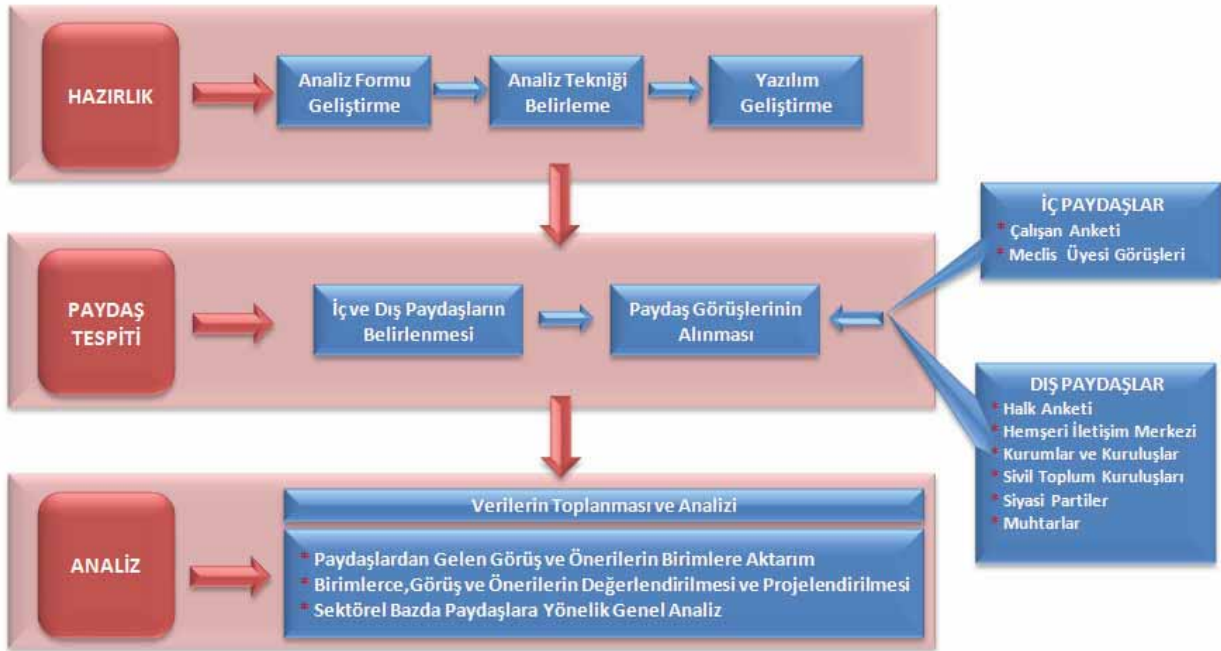 HAZIRLIK
Analiz Formu
Geliştirme
Analiz Tekniği
Belirleme
Yazılım
Geliştirme
PAYDAŞ
TESPİTİ
İç ve Dış Paydaşların
Belirlenmesi
Paydaş Görüşlerinin
Alınması
İÇ PAYDAŞLAR
* Çalışan Anketi
* Meclis Üyesi Görüşleri
DIŞ PAYDAŞLAR
* Halk Anketi
* Hemşeri İletişim Merkezi
* Kurumlar ve Kuruluşlar
* Sivil Toplum Kuruluşları
* Siyasi Partiler
* Muhtarlar
ANALİZ
Verilerin Toplanması ve Analizi
* Paydaşlardan Gelen Görüş ve Önerilerin Birimlere Aktarım
* Birimlerce,Görüş ve Önerilerin Değerlendirilmesi ve Projelendirilmesi
* Sektörel Bazda Paydaşlara Yönelik Genel Analiz